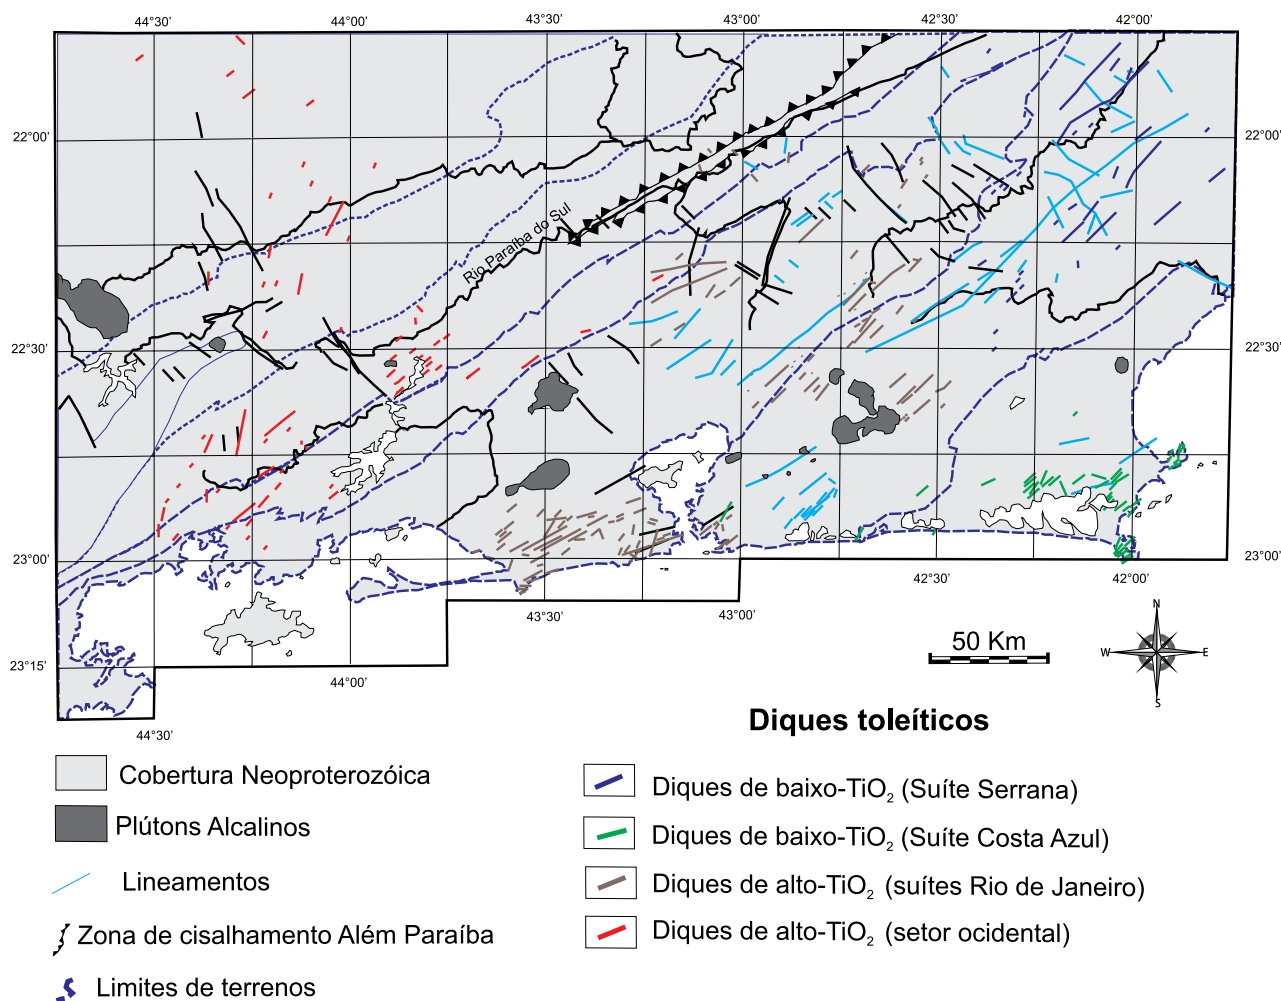 44°30' 44°00' 43°30' 43°00' 42°30' 42°00'
22°00' 22°00'
Rio Paraíba do Sul
22°30' 22°30'
23°00' 23°00'
43°30' 43°00' 42°30' 42°00'
23°15'
44°00'
44°30'
50 Km
N
W E
S
Diques toleíticos
Cobertura Neoproterozóica
Plútons Alcalinos
Lineamentos
Zona de cisalhamento Além Paraíba
Limites de terrenos
Diques de baixo-TiO₂ (Suíte Serrana)
Diques de baixo-TiO₂ (Suíte Costa Azul)
Diques de alto-TiO₂ (suítes Rio de Janeiro)
Diques de alto-TiO₂ (setor ocidental)